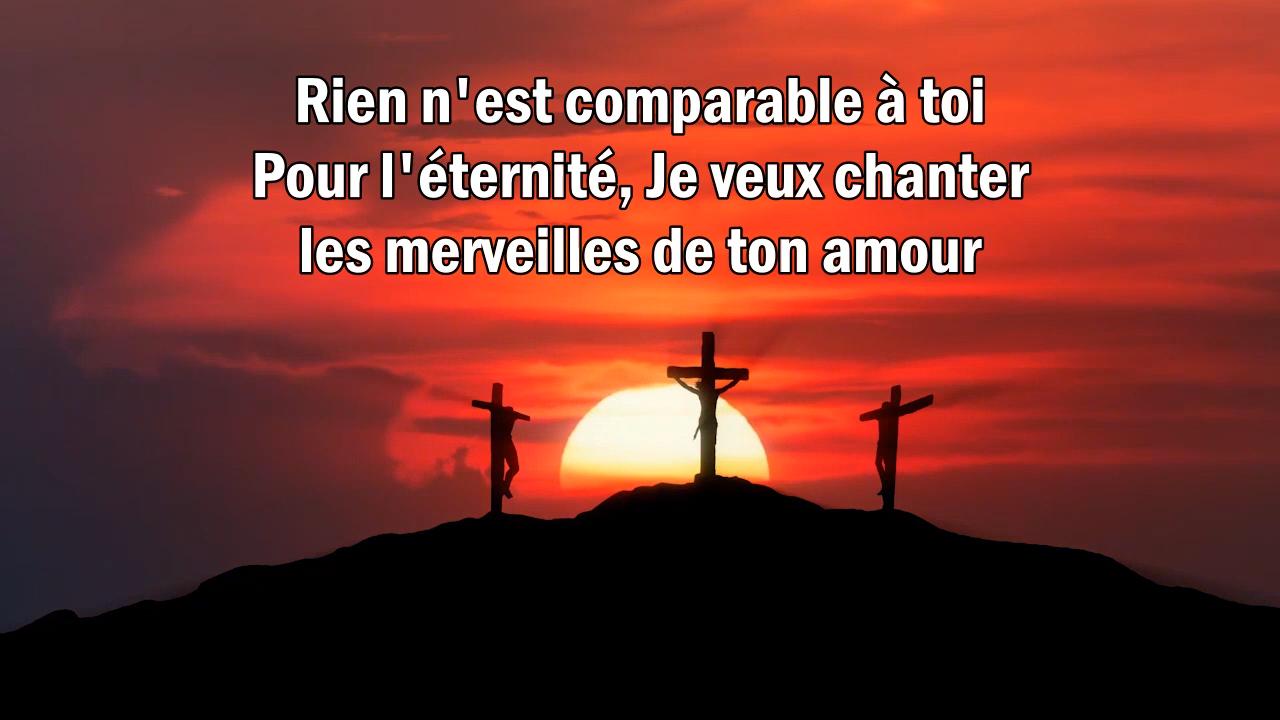 Rien n'est comparable à toi
Pour l'éternité, Je veux chanter
les merveilles de ton amour